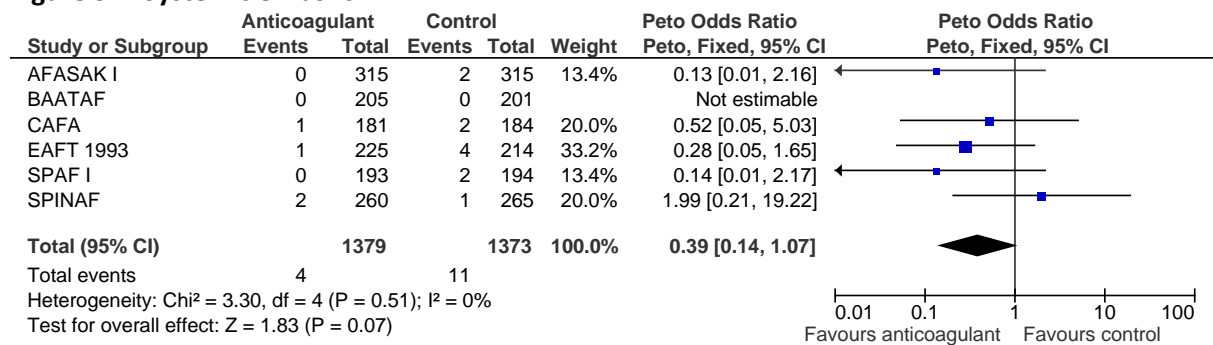 Anticoagulant Control Peto Odds Ratio Peto Odds Ratio
Study or Subgroup Events Total Events Total Weight Peto, Fixed, 95% CI Peto, Fixed, 95% CI
AFASAK I 0 315 2 315 13.4% 0.13 [0.01, 2.16]
BAATAF 0 205 0 201 Not estimable
CAFA 1 181 2 184 20.0% 0.52 [0.05, 5.03]
EAFT 1993 1 225 4 214 33.2% 0.28 [0.05, 1.65]
SPAF I 0 193 2 194 13.4% 0.14 [0.01, 2.17]
SPINAF 2 260 1 265 20.0% 1.99 [0.21, 19.22]
Total (95% CI) 1379 1373 100.0% 0.39 [0.14, 1.07]
Total events 4 11
Heterogeneity: Chi² = 3.30, df = 4 (P = 0.51); I² = 0%
Test for overall effect: Z = 1.83 (P = 0.07)
0.01 0.1 1 10 100
Favours anticoagulant Favours control